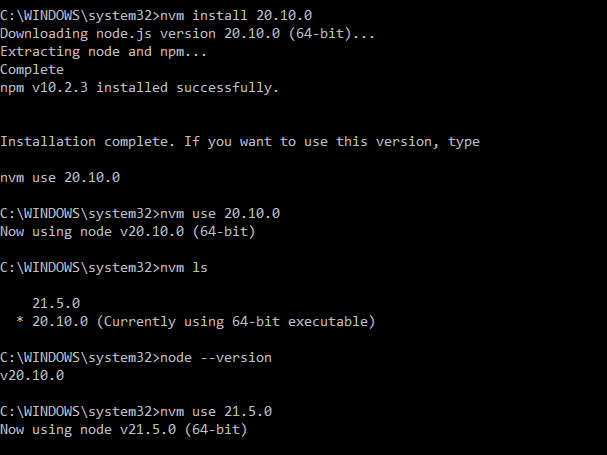 C:\WINDOWS\system32>nvm install 20.10.0
Downloading node.js version 20.10.0 (64-bit)...
Extracting node and npm...
Complete
npm v10.2.3 installed successfully.
Installation complete. If you want to use this version, type
nvm use 20.10.0
C:\WINDOWS\system32>nvm use 20.10.0
Now using node v20.10.0 (64-bit)
C:\WINDOWS\system32>nvm ls
21.5.0
* 20.10.0 (Currently using 64-bit executable)
C:\WINDOWS\system32>node --version
v20.10.0
C:\WINDOWS\system32>nvm use 21.5.0
Now using node v21.5.0 (64-bit)